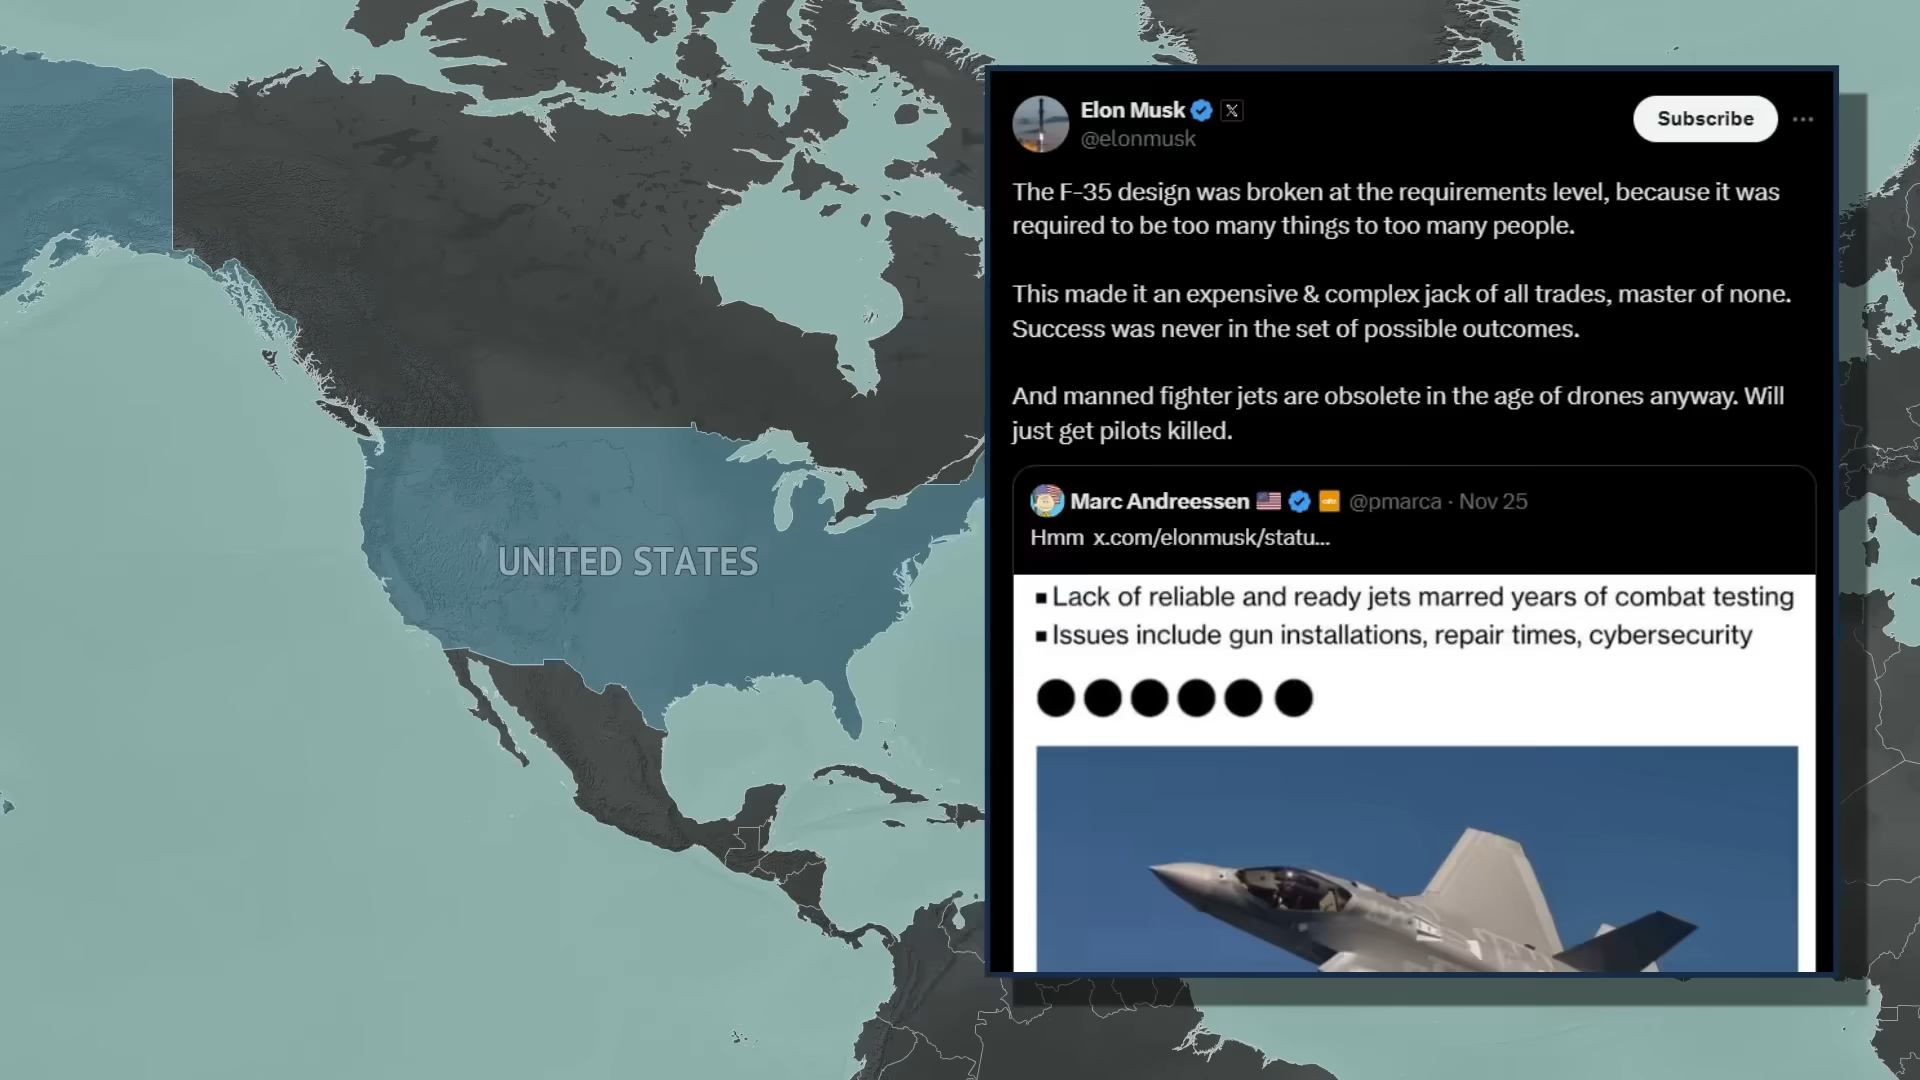 UNITED STATES
Elon Musk
@elonmusk
Subscribe
The F-35 design was broken at the requirements level, because it was
required to be too many things to too many people.
This made it an expensive & complex jack of all trades, master of none.
Success was never in the set of possible outcomes.
And manned fighter jets are obsolete in the age of drones anyway. Will
just get pilots killed.
Marc Andreessen 🇺🇸 @pmarca · Nov 25
Hmm x.com/elonmusk/statu...
▪ Lack of reliable and ready jets marred years of combat testing
▪ Issues include gun installations, repair times, cybersecurity